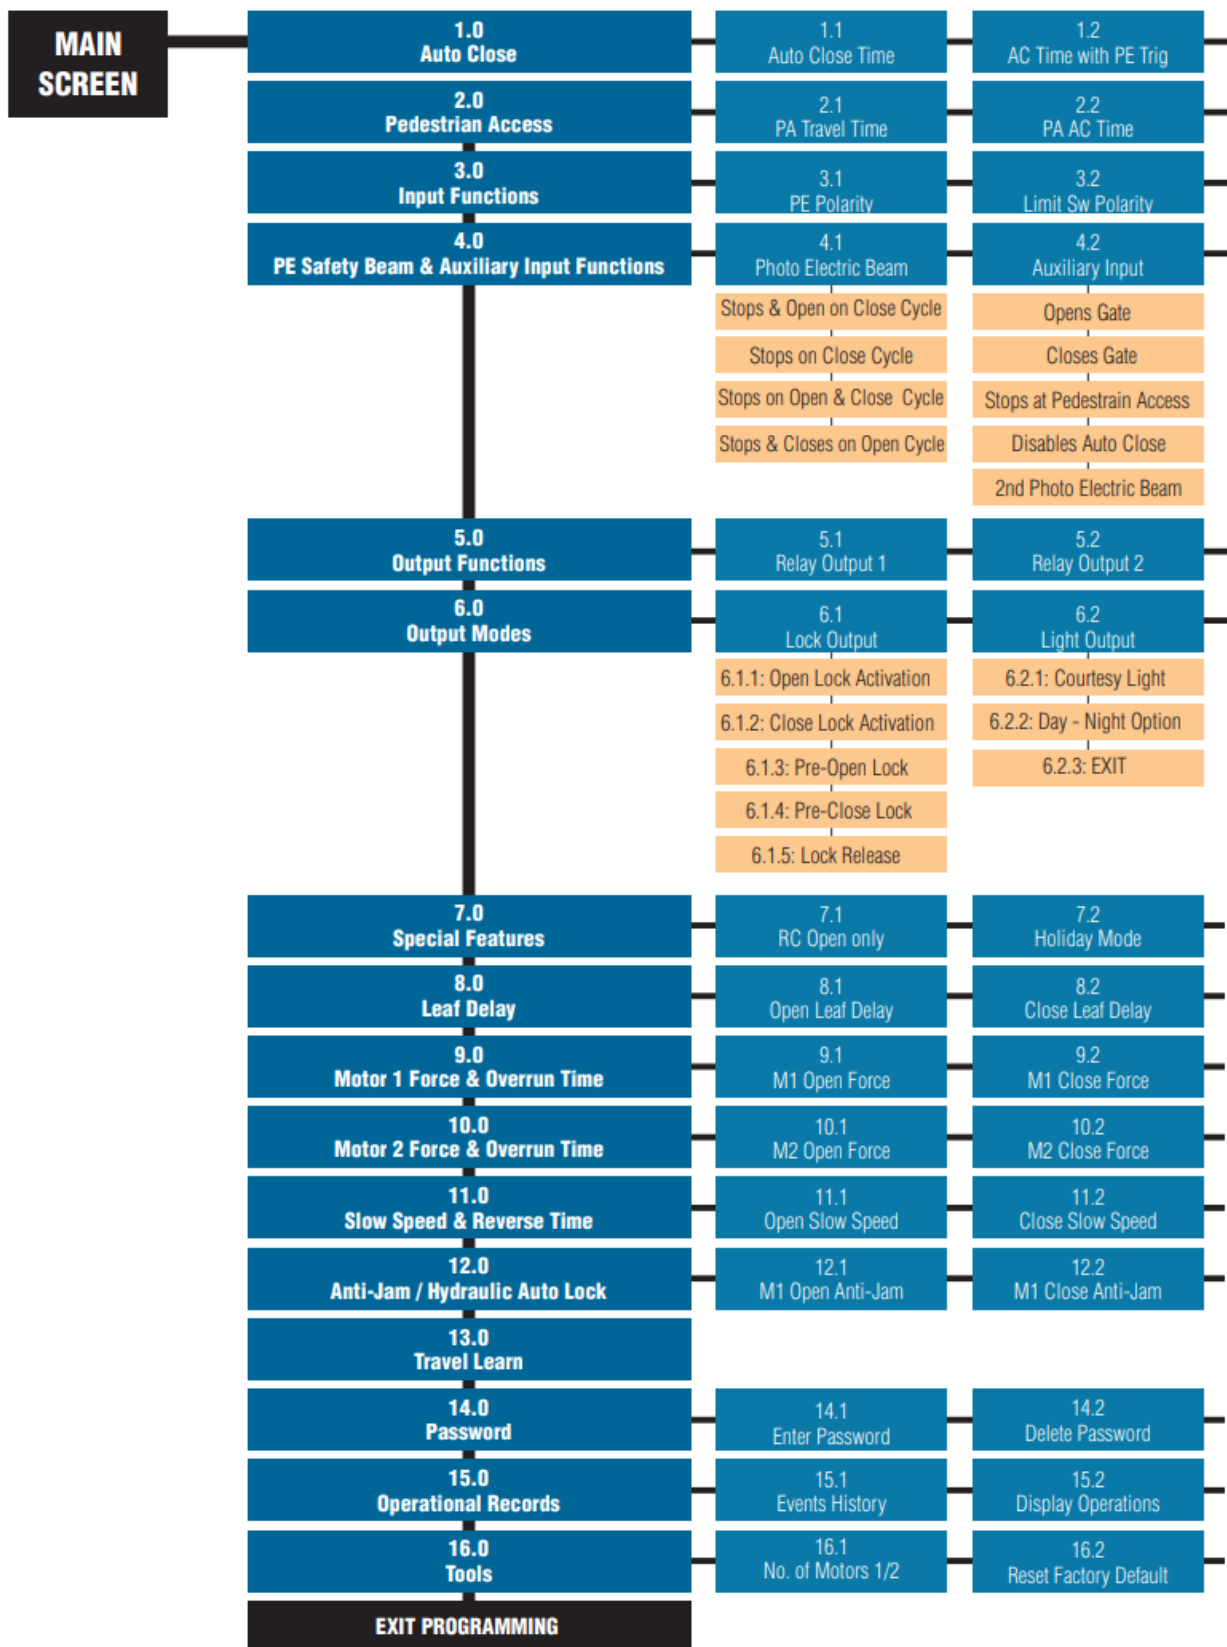 MAIN
SCREEN
1.0
Auto Close
1.1
Auto Close Time
1.2
AC Time with PE Trig
2.0
Pedestrian Access
2.1
PA Travel Time
2.2
PA AC Time
3.0
Input Functions
3.1
PE Polarity
3.2
Limit Sw Polarity
4.0
PE Safety Beam & Auxiliary Input Functions
4.1
Photo Electric Beam
4.2
Auxiliary Input
Stops & Open on Close Cycle
Opens Gate
Stops on Close Cycle
Closes Gate
Stops on Open & Close Cycle
Stops at Pedestrain Access
Stops & Closes on Open Cycle
Disables Auto Close
2nd Photo Electric Beam
5.0
Output Functions
5.1
Relay Output 1
5.2
Relay Output 2
6.0
Output Modes
6.1
Lock Output
6.2
Light Output
6.1.1: Open Lock Activation
6.2.1: Courtesy Light
6.1.2: Close Lock Activation
6.2.2: Day - Night Option
6.1.3: Pre-Open Lock
6.2.3: EXIT
6.1.4: Pre-Close Lock
6.1.5: Lock Release
7.0
Special Features
7.1
RC Open only
7.2
Holiday Mode
8.0
Leaf Delay
8.1
Open Leaf Delay
8.2
Close Leaf Delay
9.0
Motor 1 Force & Overrun Time
9.1
M1 Open Force
9.2
M1 Close Force
10.0
Motor 2 Force & Overrun Time
10.1
M2 Open Force
10.2
M2 Close Force
11.0
Slow Speed & Reverse Time
11.1
Open Slow Speed
11.2
Close Slow Speed
12.0
Anti-Jam / Hydraulic Auto Lock
12.1
M1 Open Anti-Jam
12.2
M1 Close Anti-Jam
13.0
Travel Learn
14.0
Password
14.1
Enter Password
14.2
Delete Password
15.0
Operational Records
15.1
Events History
15.2
Display Operations
16.0
Tools
16.1
No. of Motors 1/2
16.2
Reset Factory Default
EXIT PROGRAMMING